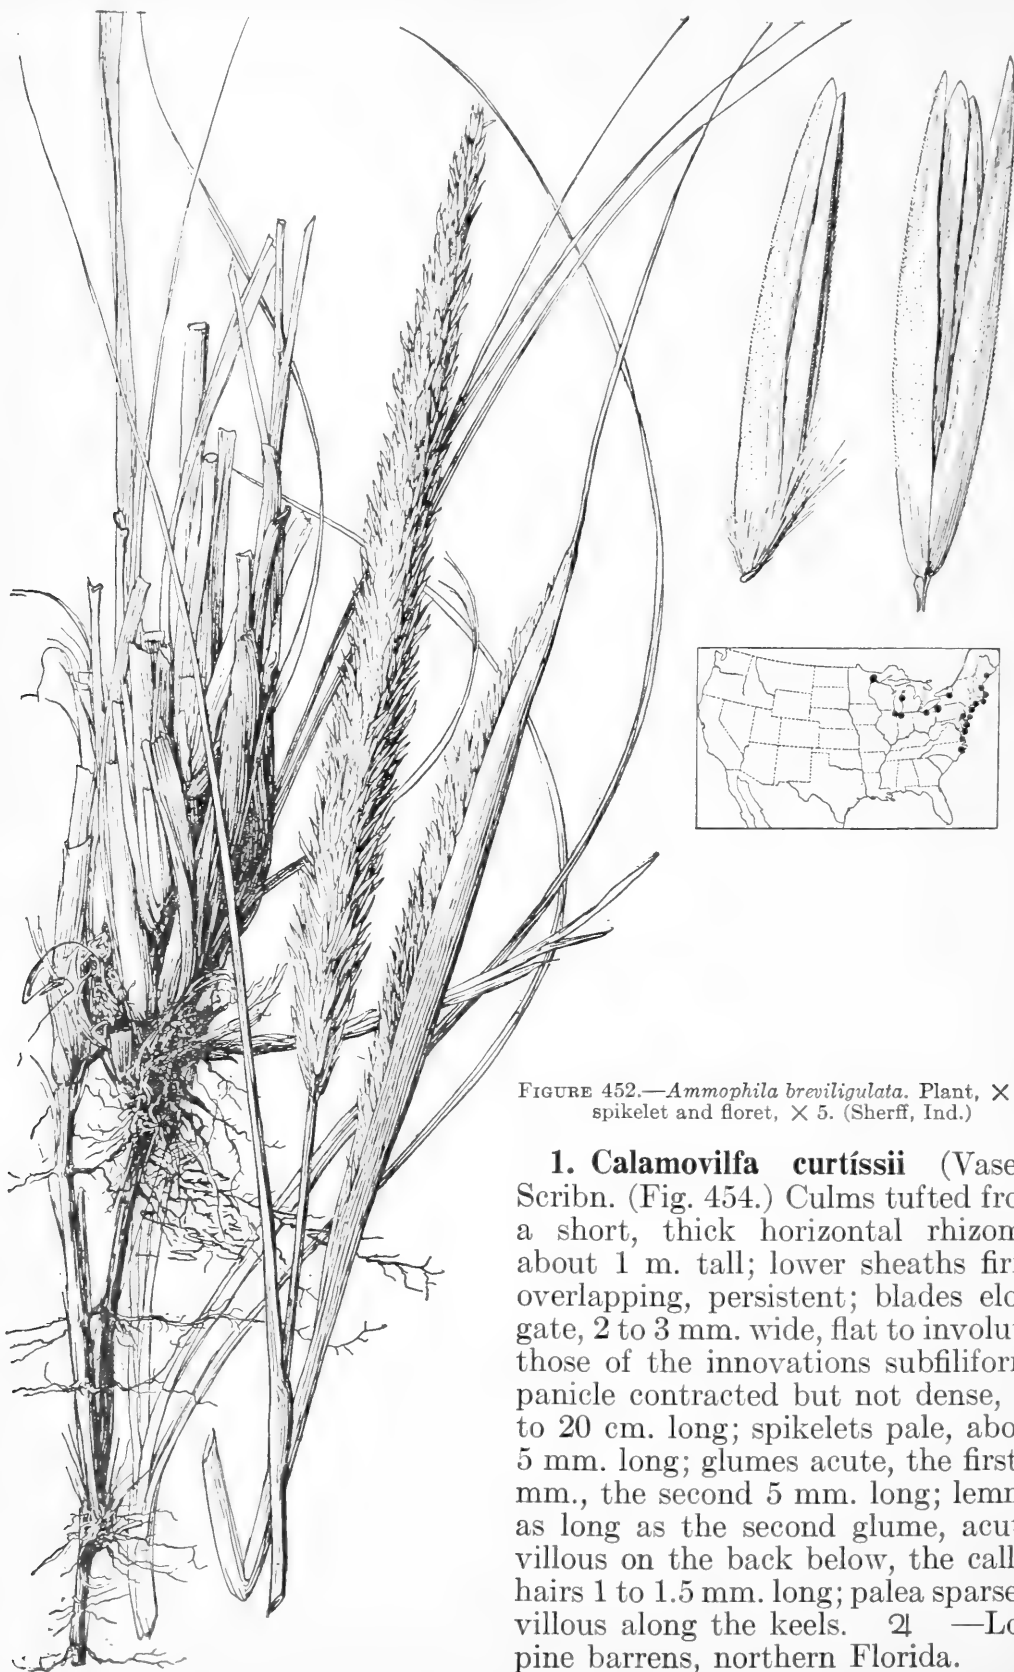 FIGURE 452.—Ammophila breviligulata. Plant, ×
spikelet and floret, × 5. (Sherff, Ind.)
1. Calamovilfa curtíssii (Vase
Scribn. (Fig. 454.) Culms tufted fro
a short, thick horizontal rhizom
about 1 m. tall; lower sheaths fir
overlapping, persistent; blades elo
gate, 2 to 3 mm. wide, flat to involu
those of the innovations subfiliforn
panicle contracted but not dense,
to 20 cm. long; spikelets pale, abo
5 mm. long; glumes acute, the first
mm., the second 5 mm. long; lemn
as long as the second glume, acut
villous on the back below, the call
hairs 1 to 1.5 mm. long; palea sparse
villous along the keels. ♃ —Lo
pine barrens, northern Florida.